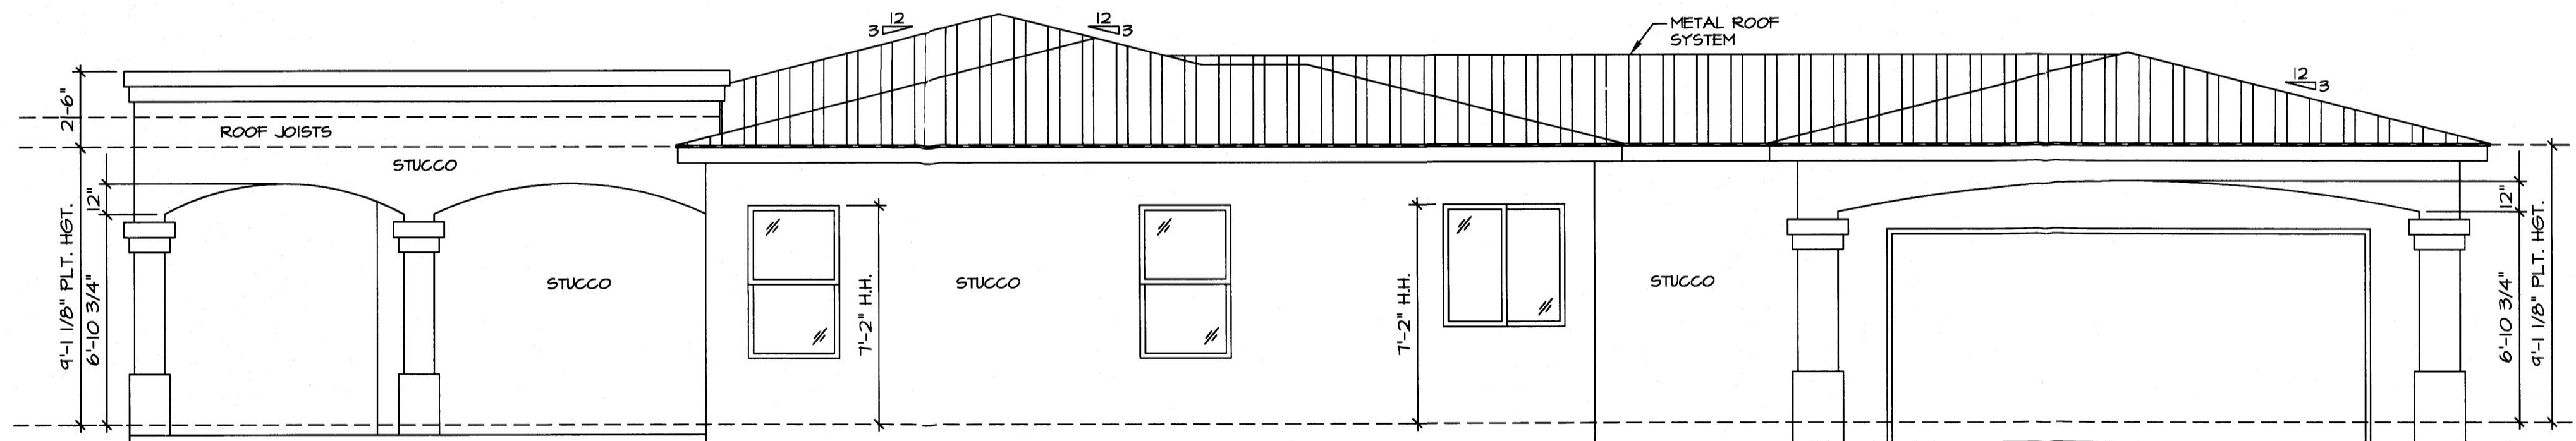 12
3
12
3
METAL ROOF
SYSTEM
12
3
2'-6"
ROOF JOISTS
STUCCO
12"
12"
9'-1 1/8" PLT. HGT.
6'-10 3/4"
STUCCO
7'-2" H.H.
STUCCO
7'-2" H.H.
STUCCO
6'-10 3/4"
9'-1 1/8" PLT. HGT.